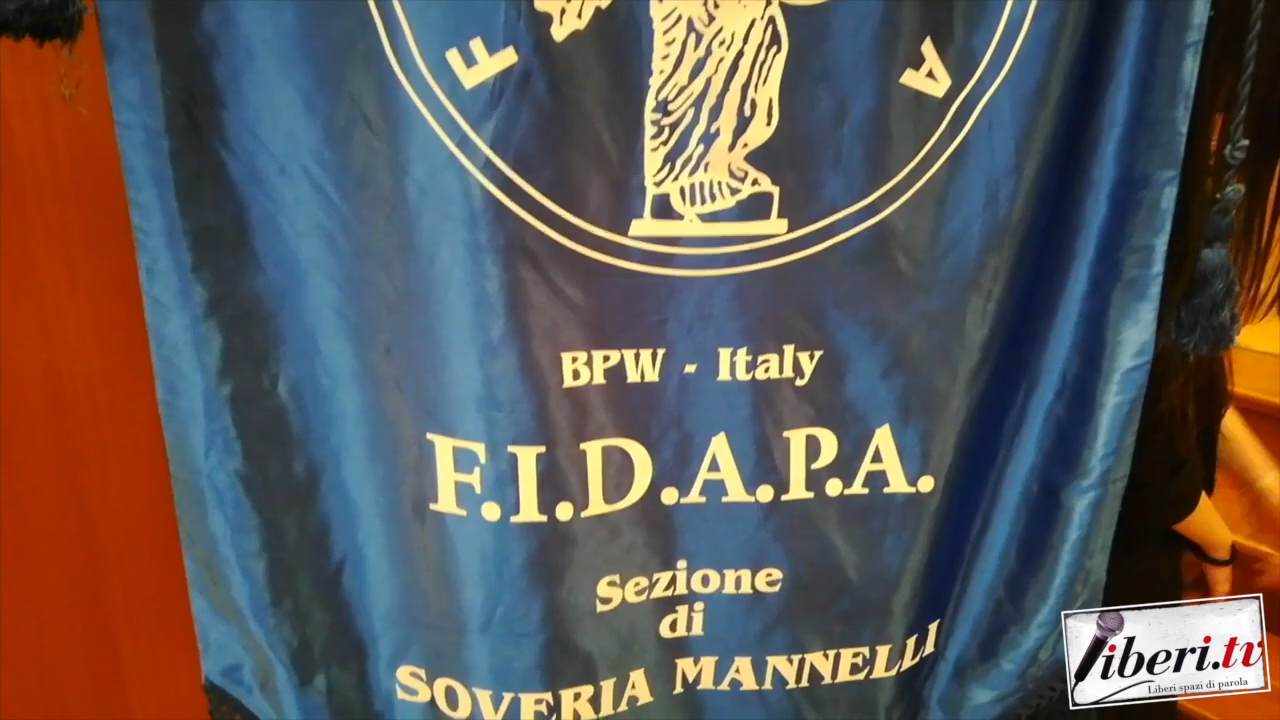 F A
BPW - Italy
F.I.D.A.P.A.
Sezione
di
SOVERIA MANNELLI
Liberi.tv
Liberi spazi di parola